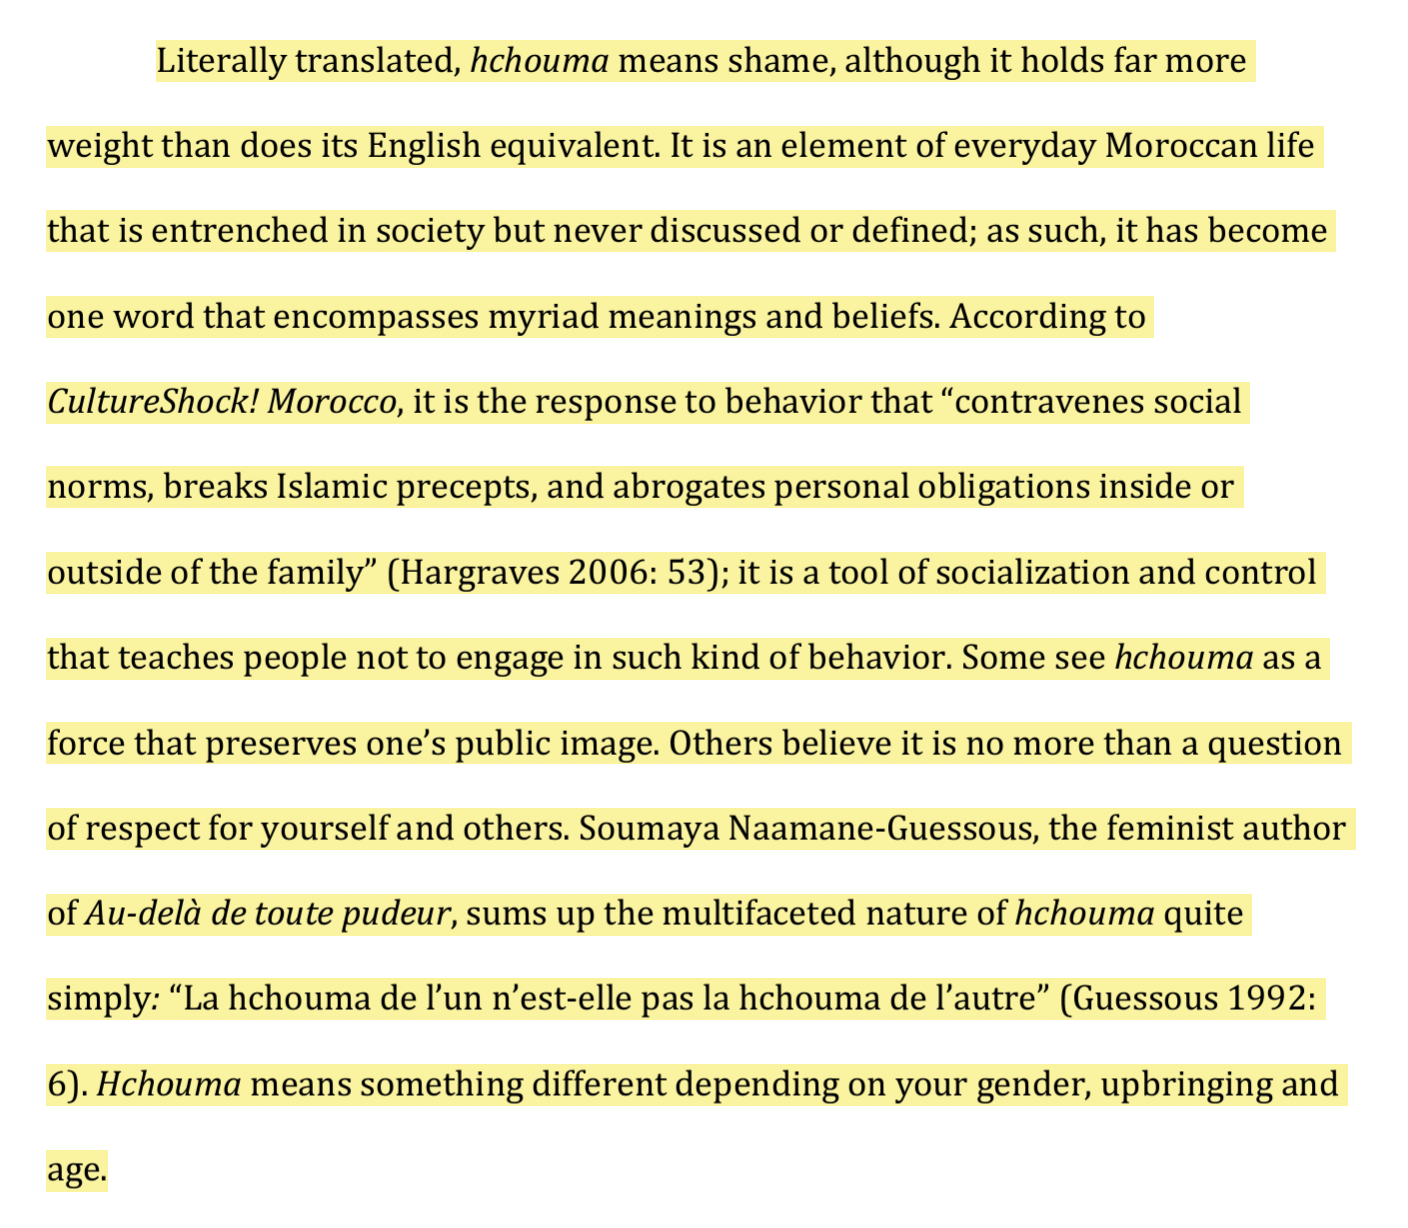 Literally translated, hchouma means shame, although it holds far more
weight than does its English equivalent. It is an element of everyday Moroccan life
that is entrenched in society but never discussed or defined; as such, it has become
one word that encompasses myriad meanings and beliefs. According to
CultureShock! Morocco, it is the response to behavior that “contravenes social
norms, breaks Islamic precepts, and abrogates personal obligations inside or
outside of the family” (Hargraves 2006: 53); it is a tool of socialization and control
that teaches people not to engage in such kind of behavior. Some see hchouma as a
force that preserves one’s public image. Others believe it is no more than a question
of respect for yourself and others. Soumaya Naamane-Guessous, the feminist author
of Au-delà de toute pudeur, sums up the multifaceted nature of hchouma quite
simply: “La hchouma de l’un n’est-elle pas la hchouma de l’autre” (Guessous 1992:
6). Hchouma means something different depending on your gender, upbringing and
age.